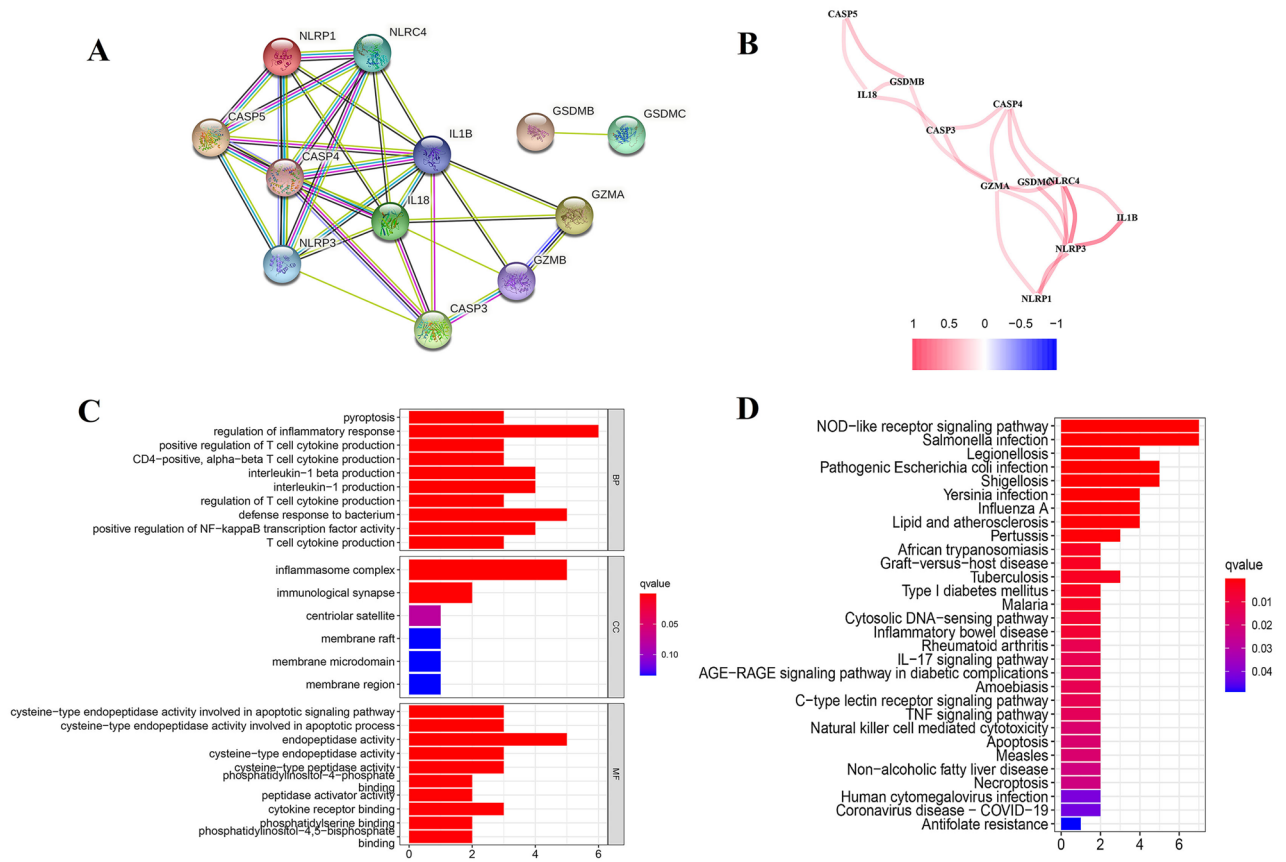 A
NLRP1
NLRC4
CASP5
CASP4
IL1B
IL18
NLRP3
CASP3
GZMB
GZMA
GSDMB
GSDMC
B
CASP5
GSDMB
IL18
CASP4
CASP3
GZMA
GSDMC
NLRC4
IL1B
NLRP3
NLRP1
1 0.5 0 −0.5 −1
C
pyroptosis
regulation of inflammatory response
positive regulation of T cell cytokine production
CD4−positive, alpha−beta T cell cytokine production
interleukin−1 beta production
interleukin−1 production
regulation of T cell cytokine production
defense response to bacterium
positive regulation of NF−kappaB transcription factor activity
T cell cytokine production
BP
inflammasome complex
immunological synapse
centriolar satellite
membrane raft
membrane microdomain
membrane region
CC
cysteine−type endopeptidase activity involved in apoptotic signaling pathway
cysteine−type endopeptidase activity involved in apoptotic process
endopeptidase activity
cysteine−type endopeptidase activity
cysteine−type peptidase activity
phosphatidylinositol−4−phosphate
binding
peptidase activator activity
cytokine receptor binding
phosphatidylserine binding
phosphatidylinositol−4,5−bisphosphate
binding
MF
0 2 4 6
qvalue
0.05
0.10
D
NOD−like receptor signaling pathway
Salmonella infection
Legionellosis
Pathogenic Escherichia coli infection
Shigellosis
Yersinia infection
Influenza A
Lipid and atherosclerosis
Pertussis
African trypanosomiasis
Graft−versus−host disease
Tuberculosis
Type I diabetes mellitus
Malaria
Cytosolic DNA−sensing pathway
Inflammatory bowel disease
Rheumatoid arthritis
IL−17 signaling pathway
AGE−RAGE signaling pathway in diabetic complications
Amoebiasis
C−type lectin receptor signaling pathway
TNF signaling pathway
Natural killer cell mediated cytotoxicity
Apoptosis
Measles
Non−alcoholic fatty liver disease
Necroptosis
Human cytomegalovirus infection
Coronavirus disease − COVID−19
Antifolate resistance
0 2 4 6
qvalue
0.01
0.02
0.03
0.04